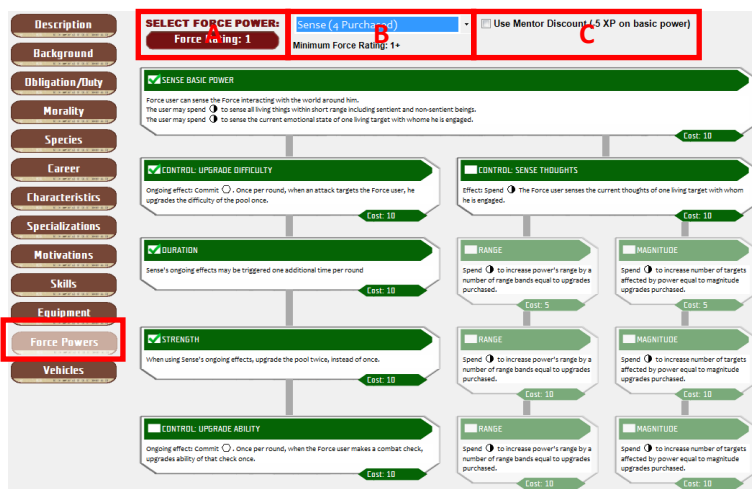 Description
Background
Obligation/Duty
Morality
Species
Career
Characteristics
Specializations
Motivations
Skills
Equipment
Force Powers
Vehicles
SELECT FORCE POWER:
A
Force Rating: 1
Sense (4 Purchased)
B
Minimum Force Rating: 1+
Use Mentor Discount (-5 XP on basic power)
C
SENSE BASIC POWER
Force user can sense the Force interacting with the world around him.
The user may spend to sense all living things within short range including sentient and non-sentient beings.
The user may spend to sense the current emotional state of one living target with whome he is engaged.
Cost: 10
CONTROL: UPGRADE DIFFICULTY
Ongoing effect: Commit . Once per round, when an attack targets the Force user, he
upgrades the difficulty of the pool once.
Cost: 10
CONTROL: SENSE THOUGHTS
Effect: Spend The Force user senses the current thoughts of one living target with whom
he is engaged.
Cost: 10
DURATION
Sense's ongoing effects may be triggered one additional time per round
Cost: 10
RANGE
Spend to increase power's range by a
number of range bands equal to upgrades
purchased.
Cost: 5
MAGNITUDE
Spend to increase number of targets
affected by power equal to magnitude
upgrades purchased.
Cost: 5
STRENGTH
When using Sense's ongoing effects, upgrade the pool twice, instead of once.
Cost: 10
RANGE
Spend to increase power's range by a
number of range bands equal to upgrades
purchased.
Cost: 10
MAGNITUDE
Spend to increase number of targets
affected by power equal to magnitude
upgrades purchased.
Cost: 10
CONTROL: UPGRADE ABILITY
Ongoing effect: Commit . Once per round, when the Force user makes a combat check,
upgrades ability of that check once.
Cost: 10
RANGE
Spend to increase power's range by a
number of range bands equal to upgrades
purchased.
Cost: 10
MAGNITUDE
Spend to increase number of targets
affected by power equal to magnitude
upgrades purchased.
Cost: 10